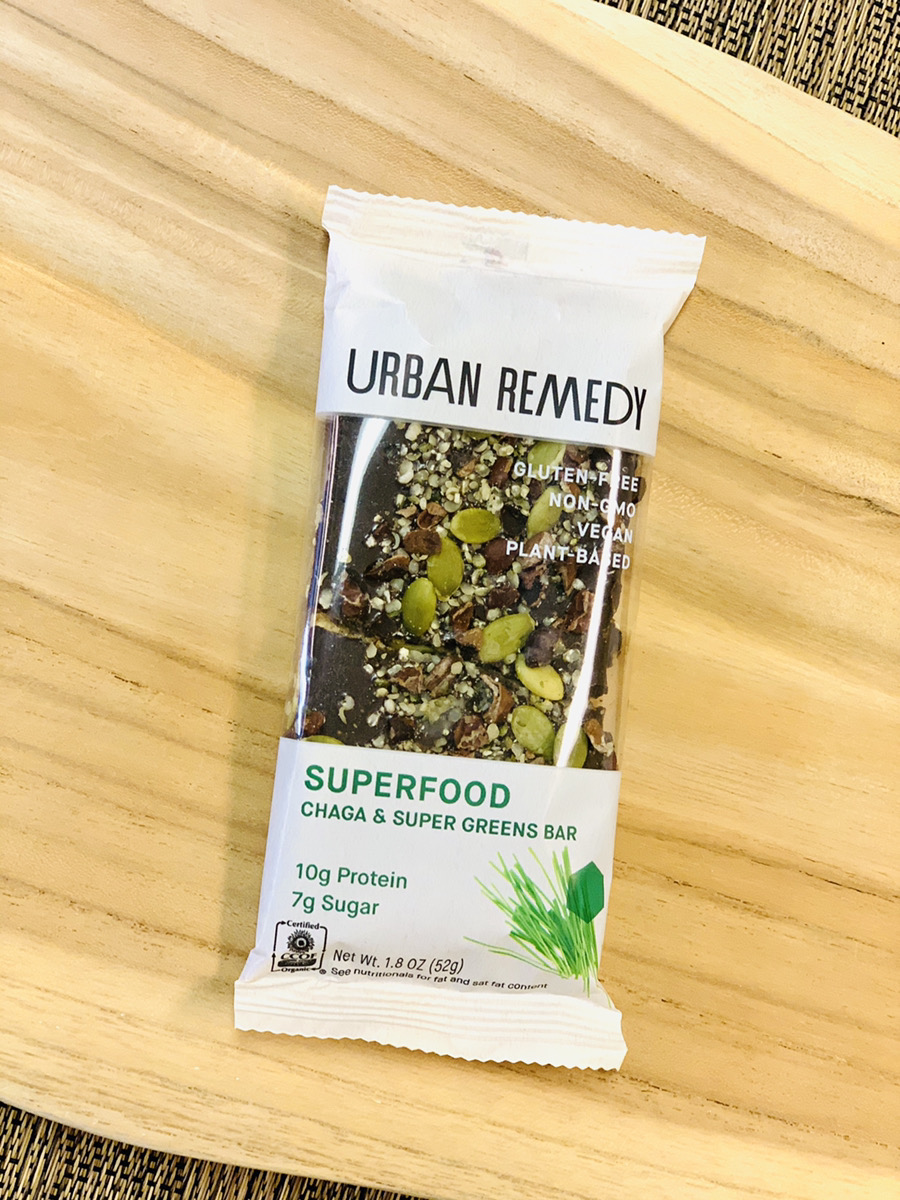 URBAN REMEDY
GLUTEN-FREE
NON-GMO
VEGAN
PLANT-BASED
SUPERFOOD
CHAGA & SUPER GREENS BAR
10g Protein
7g Sugar
Certified
CCOF
Organic
Net Wt. 1.8 OZ (52g)
® See nutritionals for fat and sat fat content